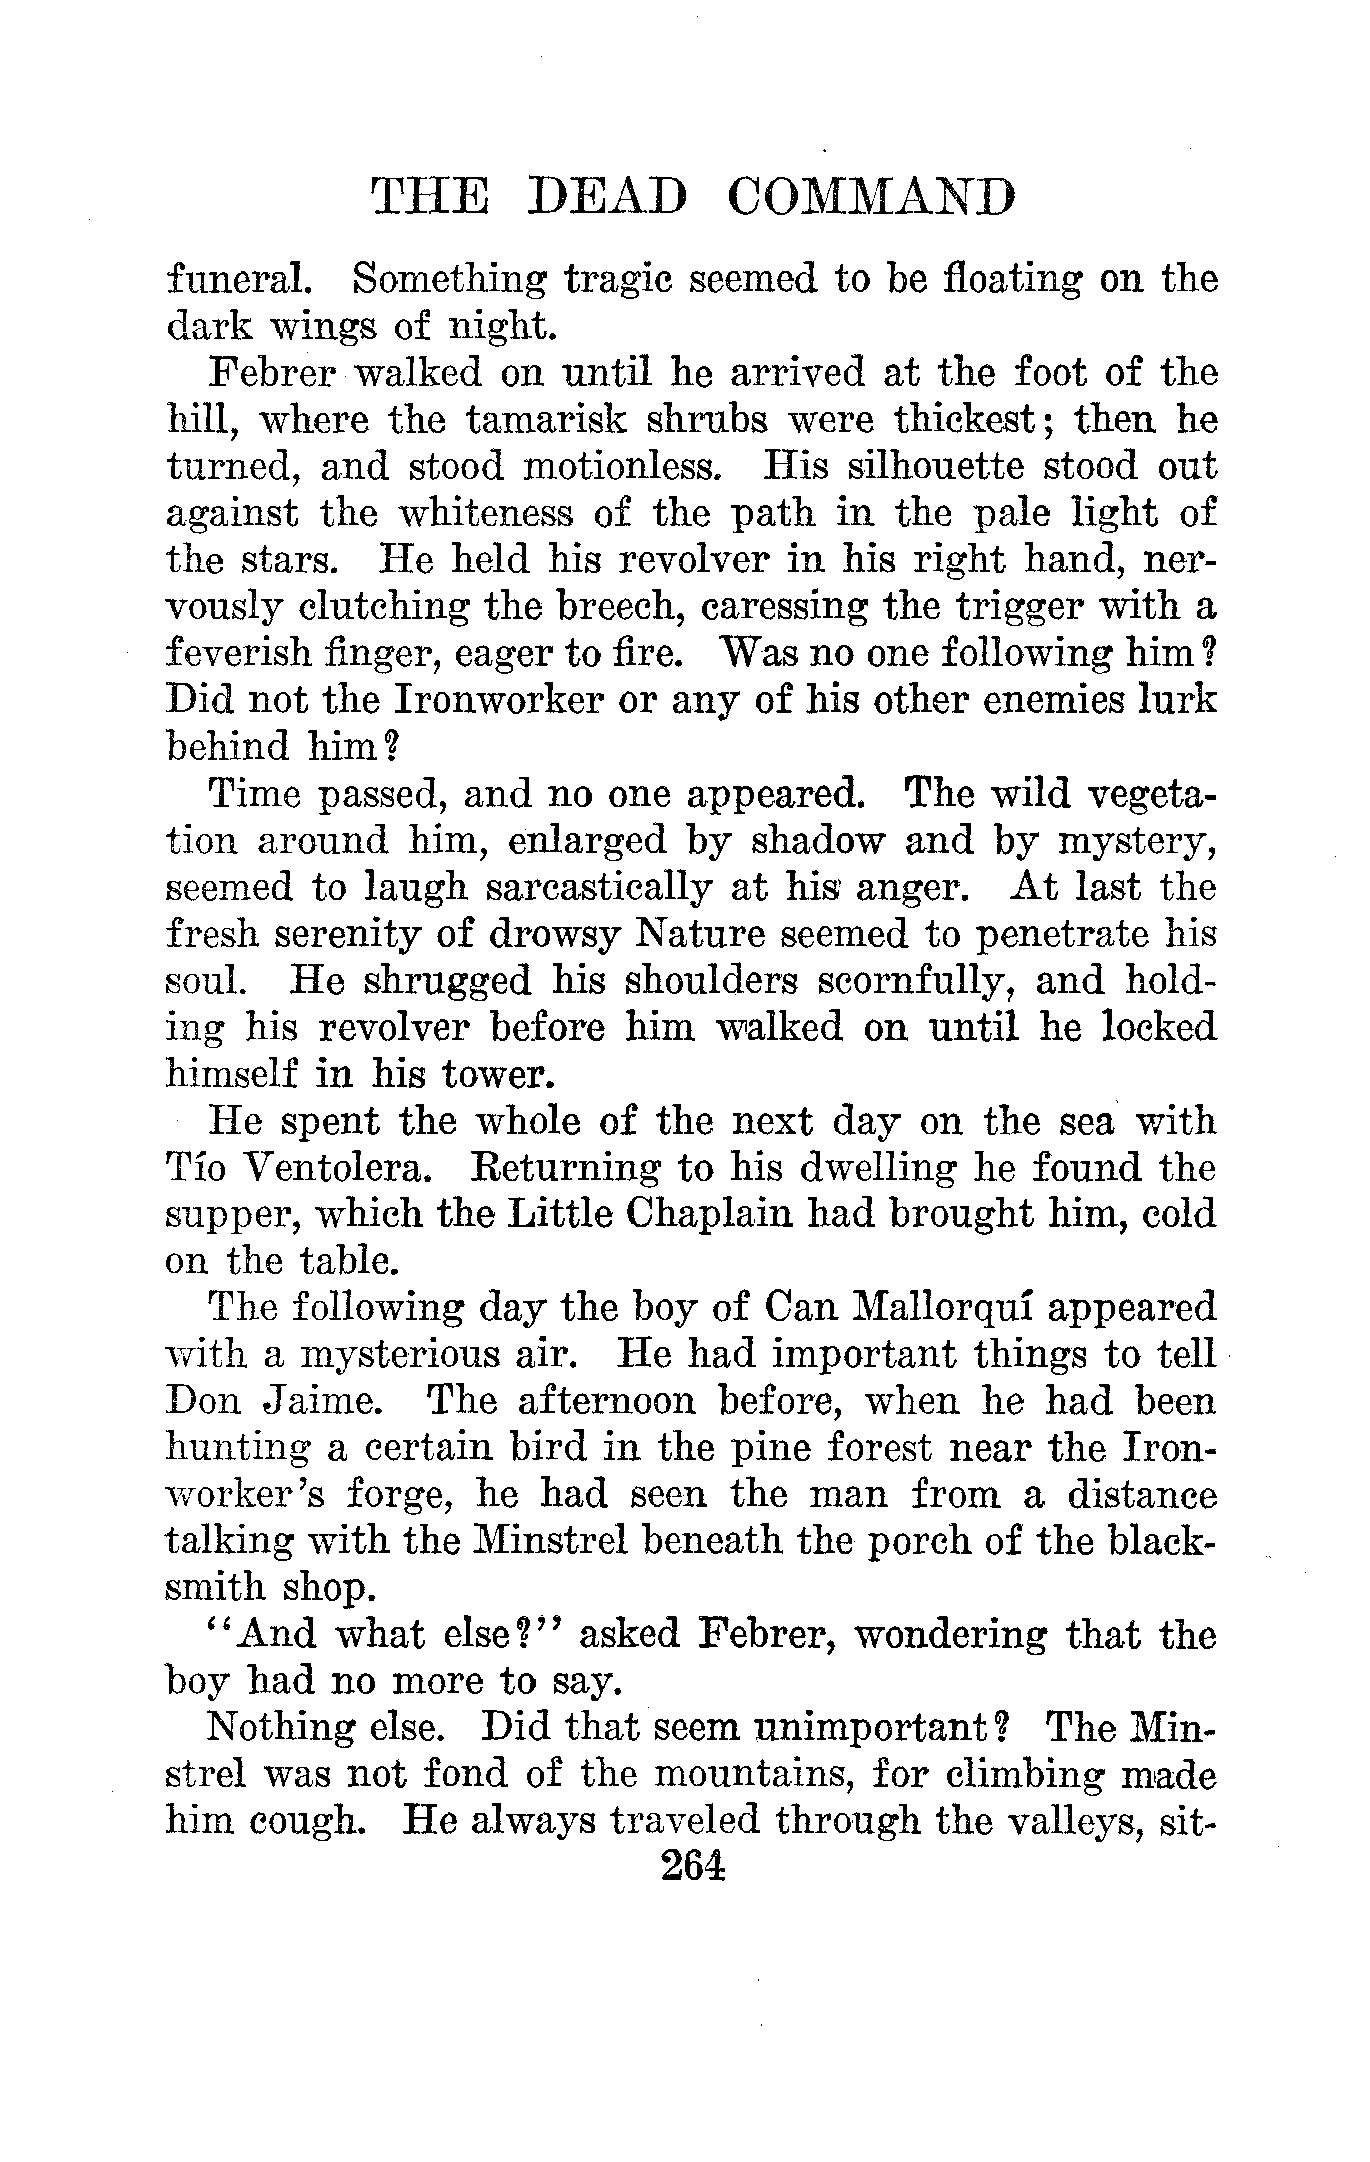 THE DEAD COMMAND
funeral. Something tragic seemed to be floating on the
dark wings of night.
Febrer walked on until he arrived at the foot of the
hill, where the tamarisk shrubs were thickest; then he
turned, and stood motionless. His silhouette stood out
against the whiteness of the path in the pale light of
the stars. He held his revolver in his right hand, ner-
vously clutching the breech, caressing the trigger with a
feverish finger, eager to fire. Was no one following him?
Did not the Ironworker or any of his other enemies lurk
behind him?
Time passed, and no one appeared. The wild vegeta-
tion around him, enlarged by shadow and by mystery,
seemed to laugh sarcastically at his anger. At last the
fresh serenity of drowsy Nature seemed to penetrate his
soul. He shrugged his shoulders scornfully, and hold-
ing his revolver before him walked on until he locked
himself in his tower.
He spent the whole of the next day on the sea with
Tío Ventolera. Returning to his dwelling he found the
supper, which the Little Chaplain had brought him, cold
on the table.
The following day the boy of Can Mallorquí appeared
with a mysterious air. He had important things to tell
Don Jaime. The afternoon before, when he had been
hunting a certain bird in the pine forest near the Iron-
worker's forge, he had seen the man from a distance
talking with the Minstrel beneath the porch of the black-
smith shop.
"And what else?" asked Febrer, wondering that the
boy had no more to say.
Nothing else. Did that seem unimportant? The Min-
strel was not fond of the mountains, for climbing made
him cough. He always traveled through the valleys, sit-
264